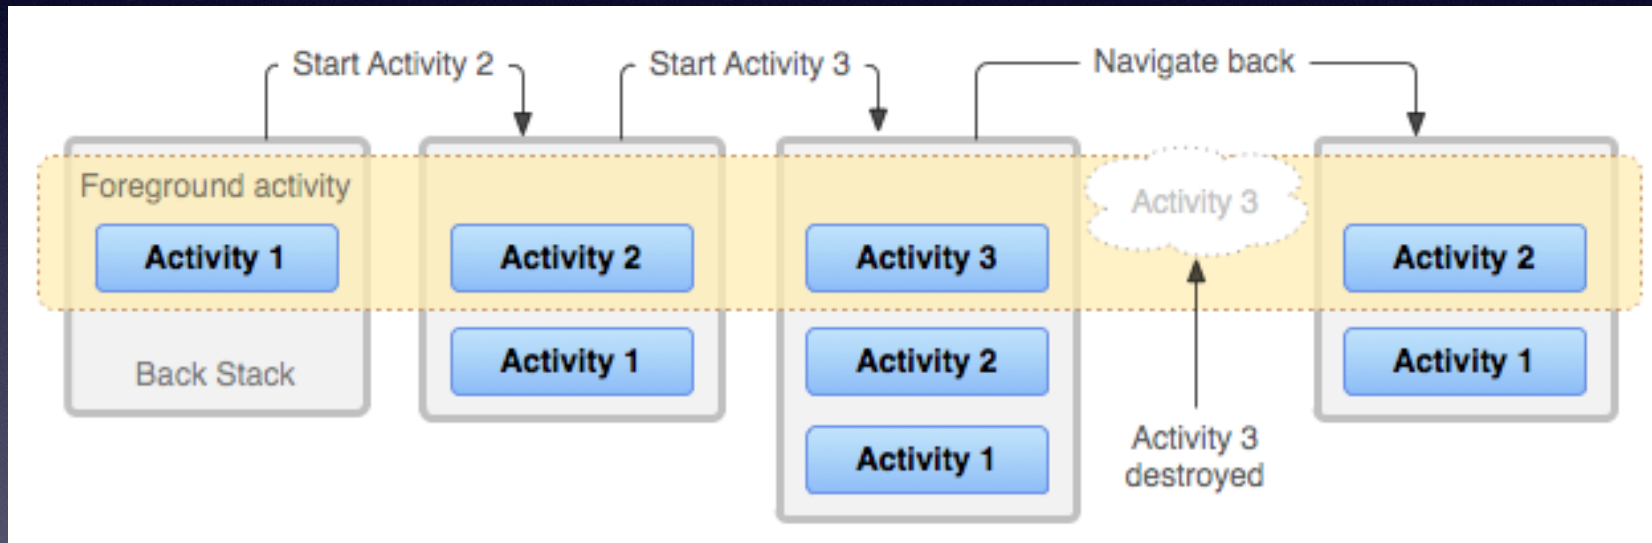 Start Activity 2
Start Activity 3
Navigate back
Foreground activity
Activity 1
Back Stack
Activity 2
Activity 1
Activity 3
Activity 2
Activity 1
Activity 3
Activity 3
destroyed
Activity 2
Activity 1